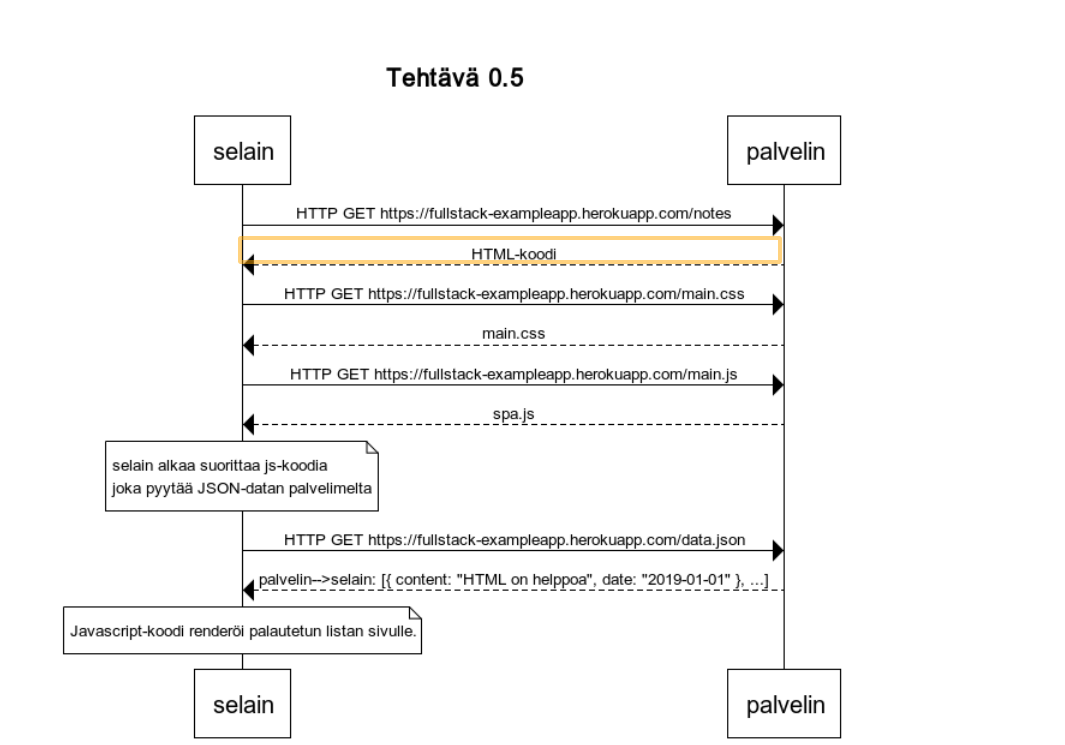 Tehtävä 0.5
selain
palvelin
HTTP GET https://fullstack-exampleapp.herokuapp.com/notes
HTML-koodi
HTTP GET https://fullstack-exampleapp.herokuapp.com/main.css
main.css
HTTP GET https://fullstack-exampleapp.herokuapp.com/main.js
spa.js
selain alkaa suorittaa js-koodia
joka pyytää JSON-datan palvelimelta
HTTP GET https://fullstack-exampleapp.herokuapp.com/data.json
palvelin-->selain: [{ content: "HTML on helppoa", date: "2019-01-01" }, ...]
Javascript-koodi renderöi palautetun listan sivulle.
selain
palvelin